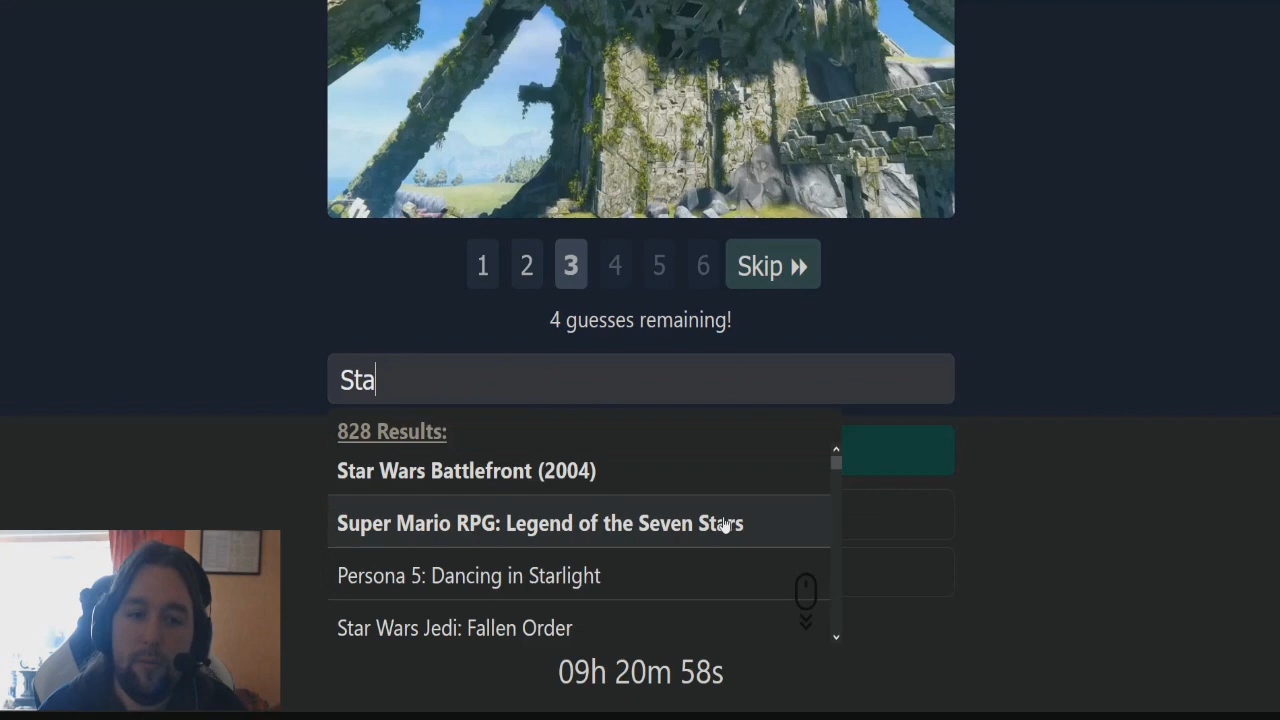 1 2 3 4 5 6 Skip
4 guesses remaining!
Sta
828 Results:
Star Wars Battlefront (2004)
Super Mario RPG: Legend of the Seven Stars
Persona 5: Dancing in Starlight
Star Wars Jedi: Fallen Order
09h 20m 58s